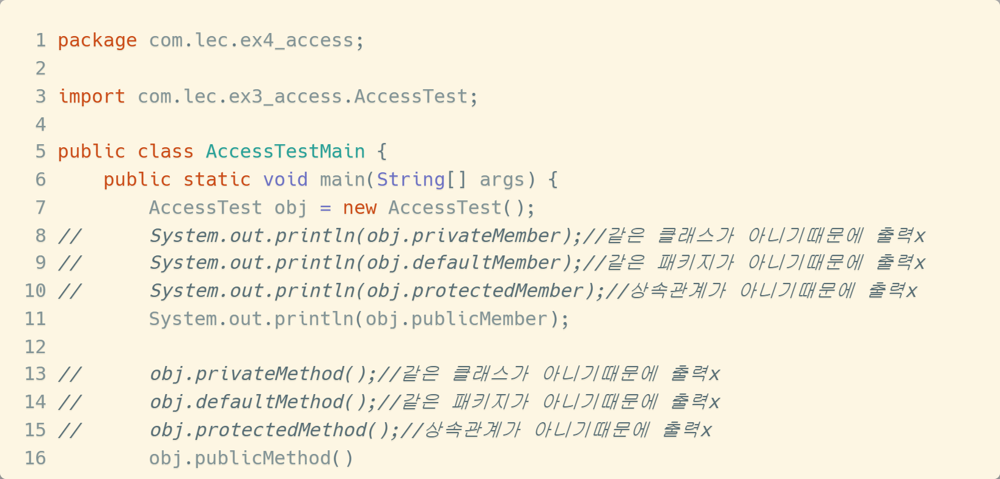 1 package com.lec.ex4_access;
2
3 import com.lec.ex3_access.AccessTest;
4
5 public class AccessTestMain {
6     public static void main(String[] args) {
7         AccessTest obj = new AccessTest();
8 //      System.out.println(obj.privateMember);//같은 클래스가 아니기때문에 출력x
9 //      System.out.println(obj.defaultMember);//같은 패키지가 아니기때문에 출력x
10 //      System.out.println(obj.protectedMember);//상속관계가 아니기때문에 출력x
11         System.out.println(obj.publicMember);
12
13 //      obj.privateMethod();//같은 클래스가 아니기때문에 출력x
14 //      obj.defaultMethod();//같은 패키지가 아니기때문에 출력x
15 //      obj.protectedMethod();//상속관계가 아니기때문에 출력x
16         obj.publicMethod()